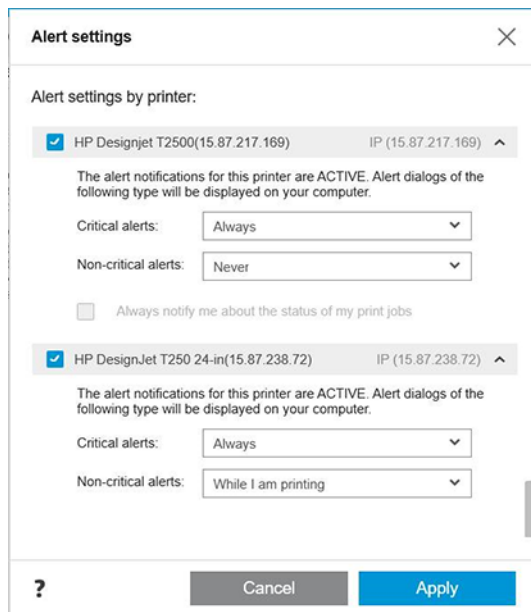 Alert settings
Alert settings by printer:
HP Designjet T2500(15.87.217.169) IP (15.87.217.169)
The alert notifications for this printer are ACTIVE. Alert dialogs of the
following type will be displayed on your computer.
Critical alerts: Always
Non-critical alerts: Never
Always notify me about the status of my print jobs
HP DesignJet T250 24-in(15.87.238.72) IP (15.87.238.72)
The alert notifications for this printer are ACTIVE. Alert dialogs of the
following type will be displayed on your computer.
Critical alerts: Always
Non-critical alerts: While I am printing
? Cancel Apply